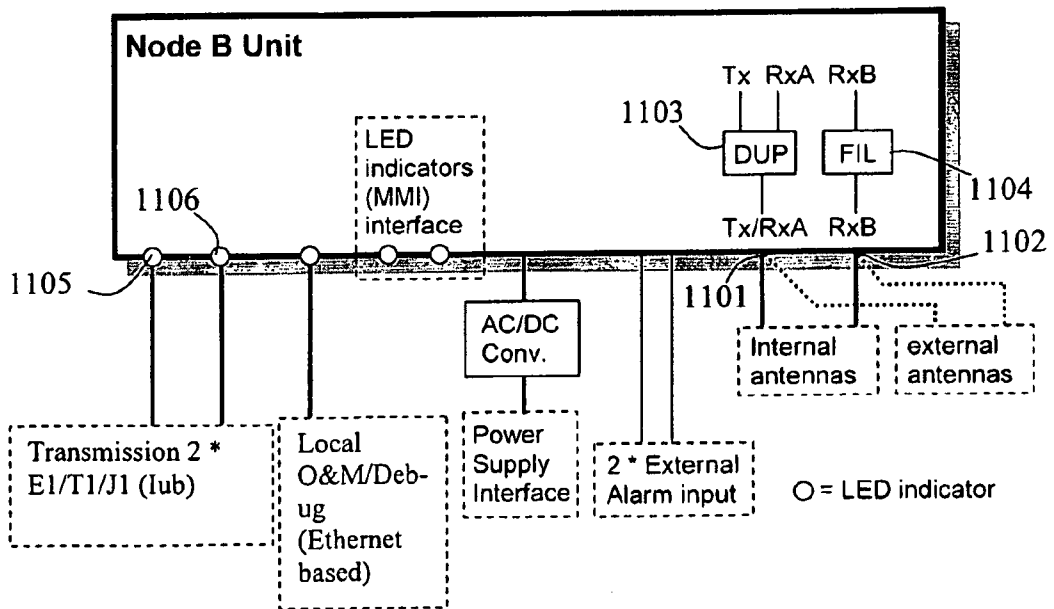 Node B Unit
Tx RxA RxB
1103
LED
indicators
(MMI)
interface
DUP
FIL
1104
1106
Tx/RxA RxB
1102
1105
1101
AC/DC
Conv.
Internal
antennas
external
antennas
Transmission 2 *
E1/T1/J1 (Iub)
Local
O&M/Deb-
ug
(Ethernet
based)
Power
Supply
Interface
2 * External
Alarm input
= LED indicator